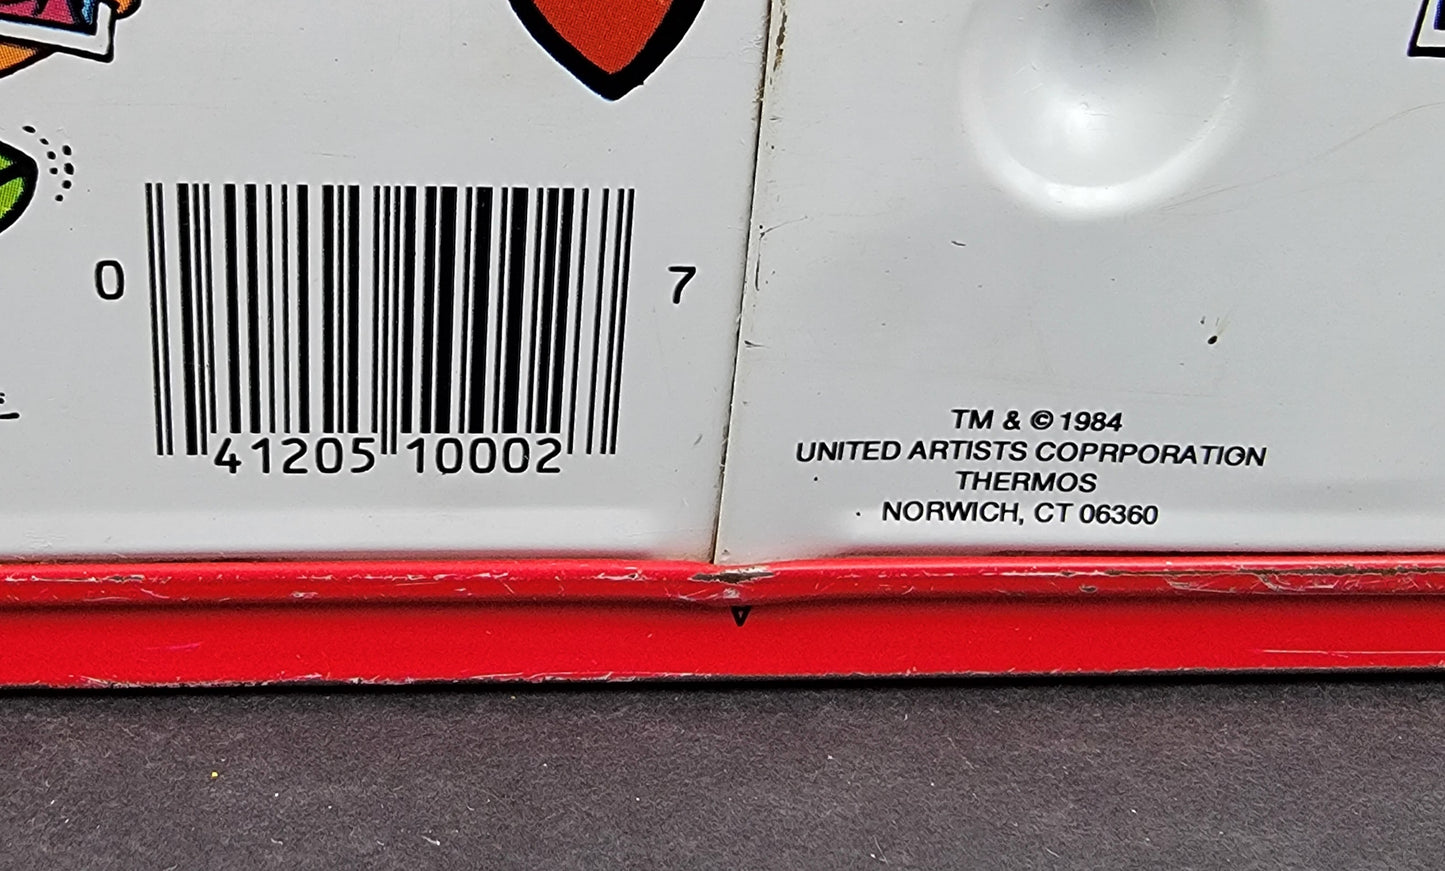 0 41205 10002 7
TM & © 1984
UNITED ARTISTS COPRPORATION
THERMOS
NORWICH, CT 06360